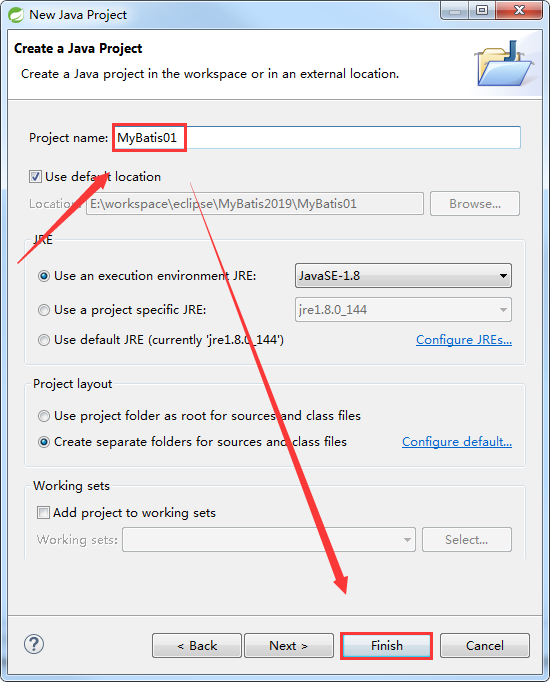 New Java Project
Create a Java Project
Create a Java project in the workspace or in an external location.
Project name: MyBatis01
Use default location
Location: E:\workspace\eclipse\MyBatis2019\MyBatis01 Browse...
JRE
Use an execution environment JRE: JavaSE-1.8
Use a project specific JRE: jre1.8.0_144
Use default JRE (currently 'jre1.8.0_144') Configure JREs...
Project layout
Use project folder as root for sources and class files
Create separate folders for sources and class files Configure default...
Working sets
Add project to working sets
Working sets: Select...
? < Back Next > Finish Cancel